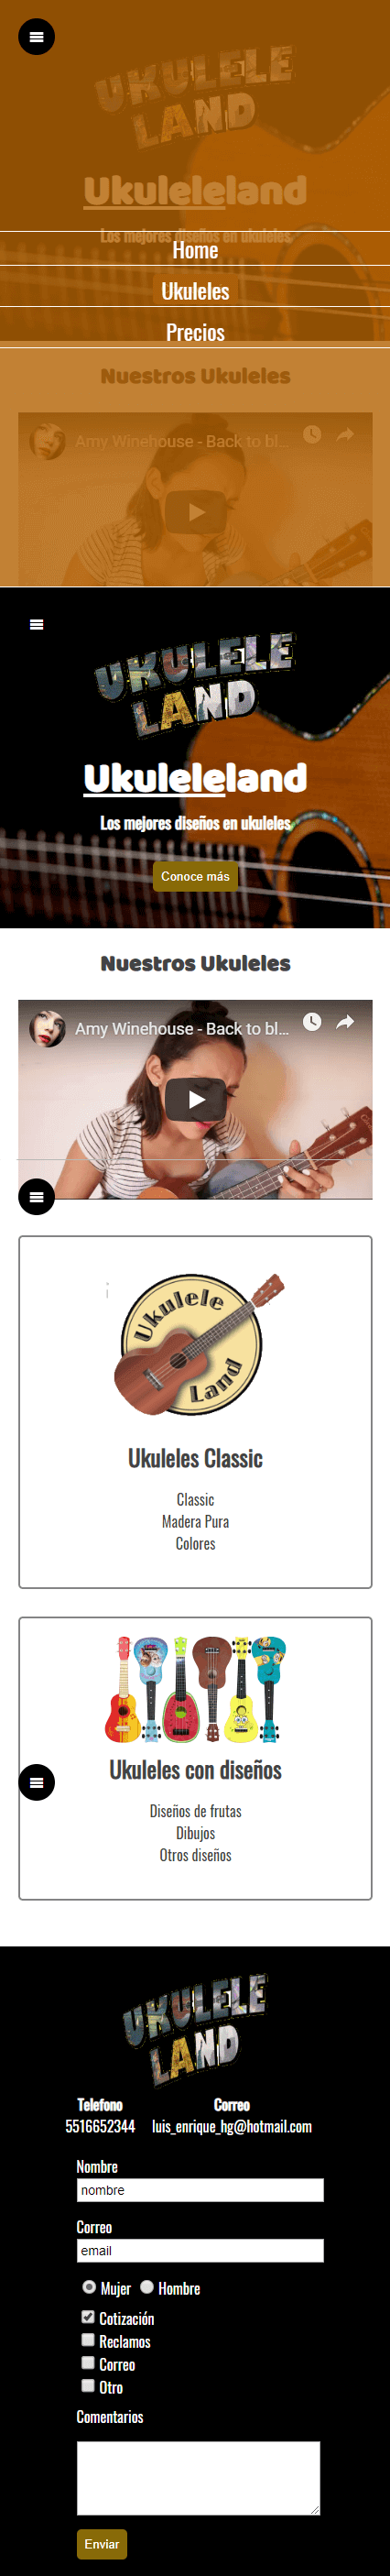 UKULELE
LAND
Ukuleleland
Los mejores diseños en ukuleles
Home
Ukuleles
Precios
Nuestros Ukuleles
Amy Winehouse - Back to bl...
UKULELE
LAND
Ukuleleland
Los mejores diseños en ukuleles
Conoce más
Nuestros Ukuleles
Amy Winehouse - Back to bl...
Ukulele
Land
Ukuleles Classic
Classic
Madera Pura
Colores
Ukuleles con diseños
Diseños de frutas
Dibujos
Otros diseños
UKULELE
LAND
Telefono Correo
5516652344 luis_enrique_hg@hotmail.com
Nombre
nombre
Correo
email
Mujer Hombre
Cotización
Reclamos
Correo
Otro
Comentarios
Enviar